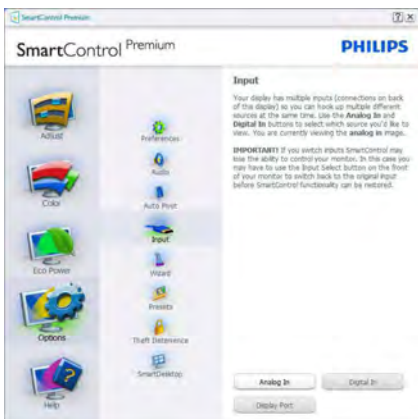 SmartControl Premium
SmartControl Premium
PHILIPS
Adjust
Color
Eco Power
Options
Help
Preferences
Audio
Auto Pivot
Input
Wizard
Presets
Theft Deterrence
SmartDesktop
Input
Your display has multiple inputs (connections on back
of this display) so you can hook up multiple different
sources at the same time. Use the Analog In and
Digital In buttons to select which source you'd like to
view. You are currently viewing the analog in image.
IMPORTANT! If you switch inputs SmartControl may
lose the ability to control your monitor. In this case you
may have to use the Input Select button on the front
of your monitor to switch back to the original input
before SmartControl functionality can be restored.
Analog In
Digital In
Display Port